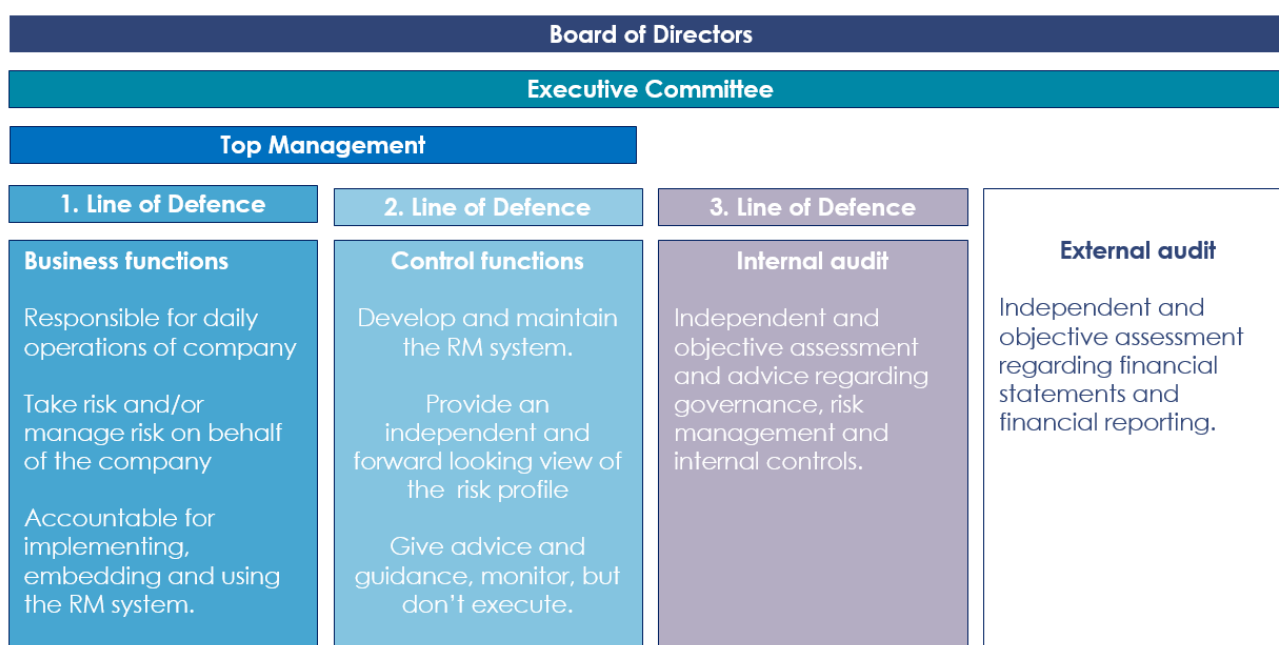 Board of Directors
Executive Committee
Top Management
1. Line of Defence
Business functions
Responsible for daily
operations of company
Take risk and/or
manage risk on behalf
of the company
Accountable for
implementing,
embedding and using
the RM system.
2. Line of Defence
Control functions
Develop and maintain
the RM system.
Provide an
independent and
forward looking view of
the risk profile
Give advice and
guidance, monitor, but
don't execute.
3. Line of Defence
Internal audit
Independent and
objective assessment
and advice regarding
governance, risk
management and
internal controls.
External audit
Independent and
objective assessment
regarding financial
statements and
financial reporting.